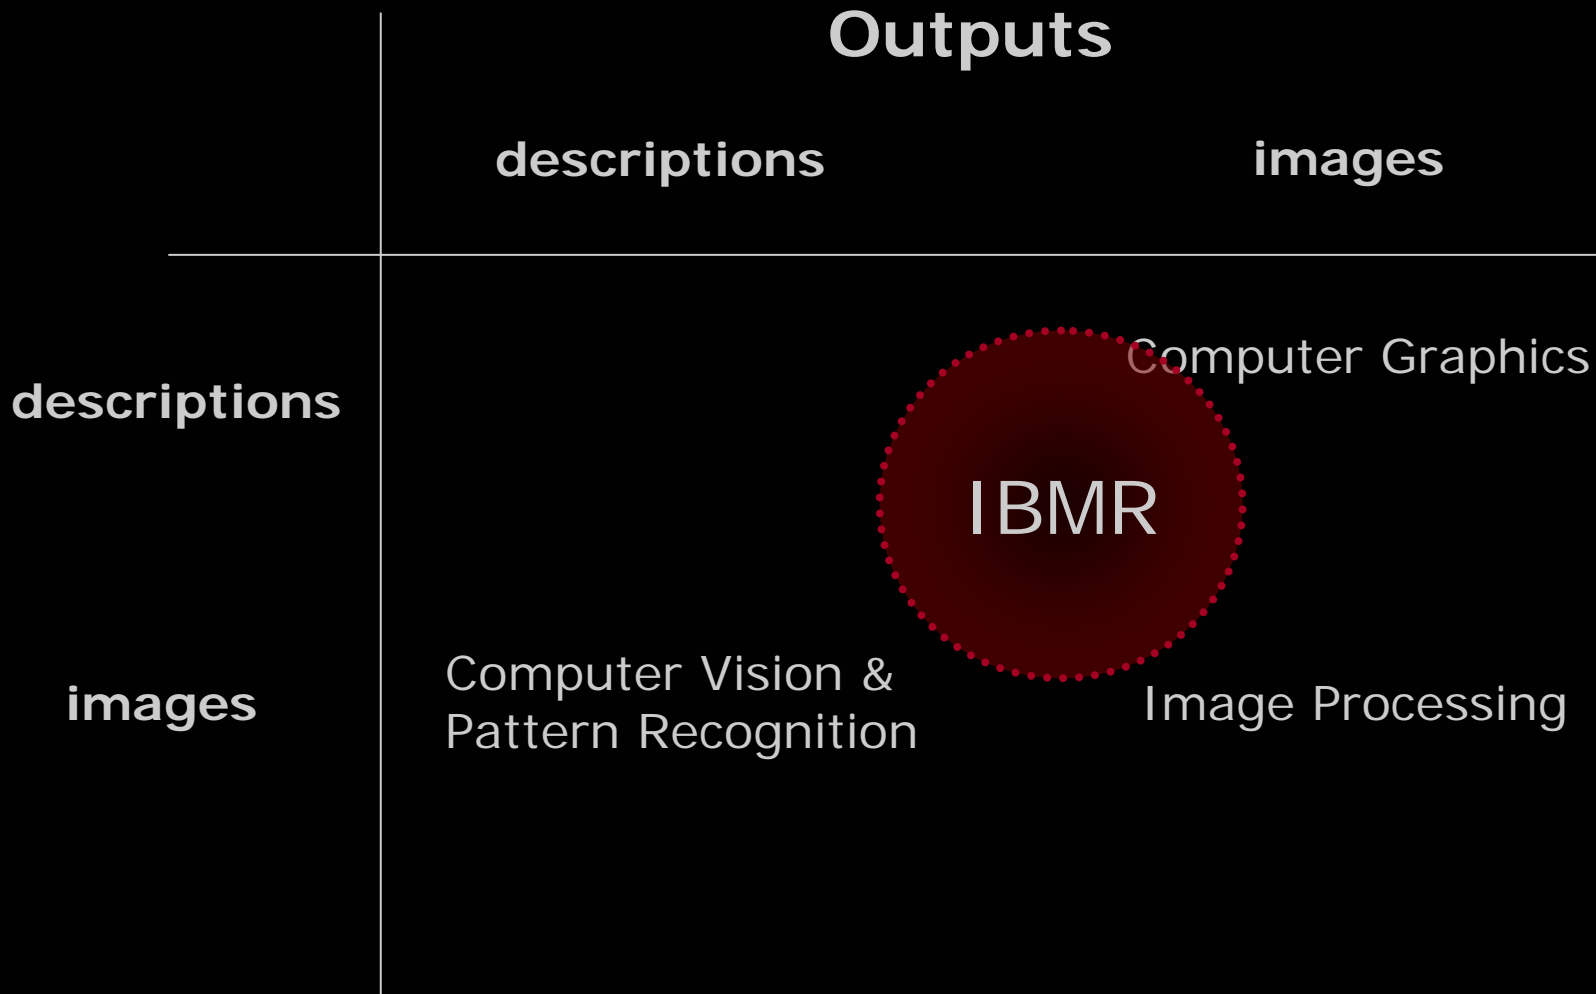 Outputs
descriptions images
Computer Graphics
descriptions
IBMR
Computer Vision &
Pattern Recognition
images
Image Processing